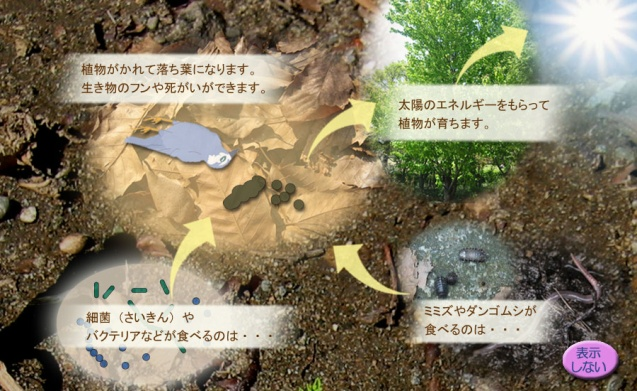 植物がかれて落ち葉になります。
生き物のフンや死がいができます。
太陽のエネルギーをもらって
植物が育ちます。
細菌（さいきん）や
バクテリアなどが食べるのは・・・
ミミズやダンゴムシが
食べるのは・・・
表示
しない